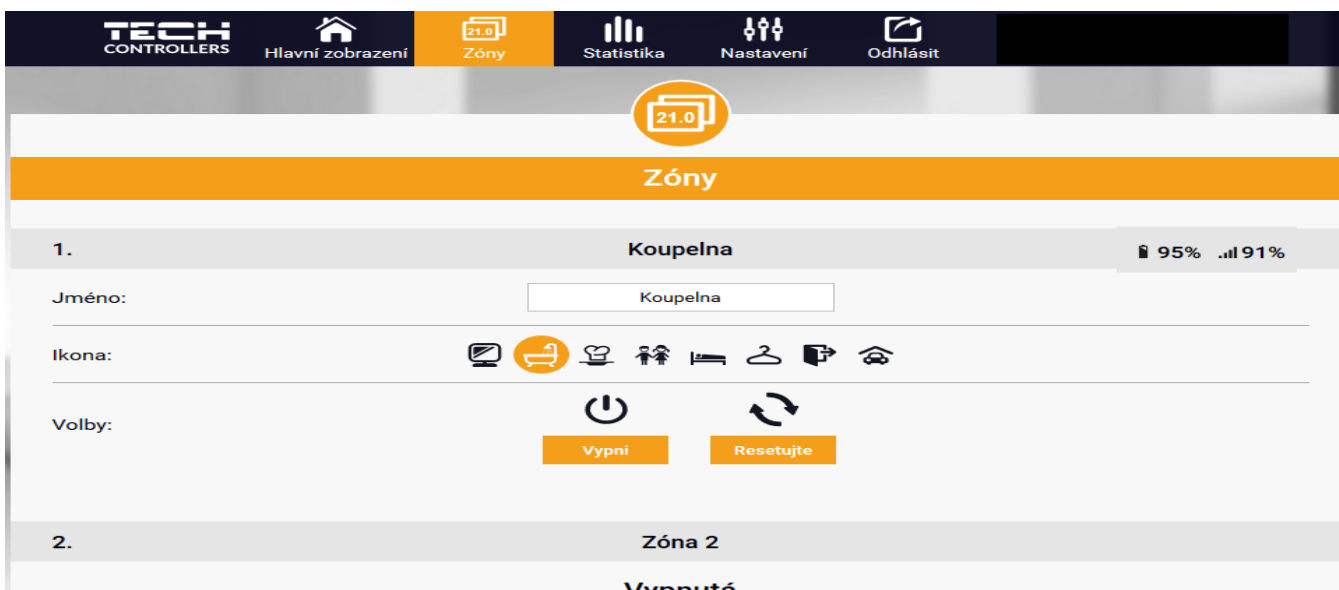 TECH
CONTROLLERS
Hlavní zobrazení
21.0
Zóny
Statistika
Nastavení
Odhlásit
21.0
Zóny
1.
Koupelna
95%
91%
Jméno:
Koupelna
Ikona:
Volby:
Vypni
Resetujte
2.
Zóna 2